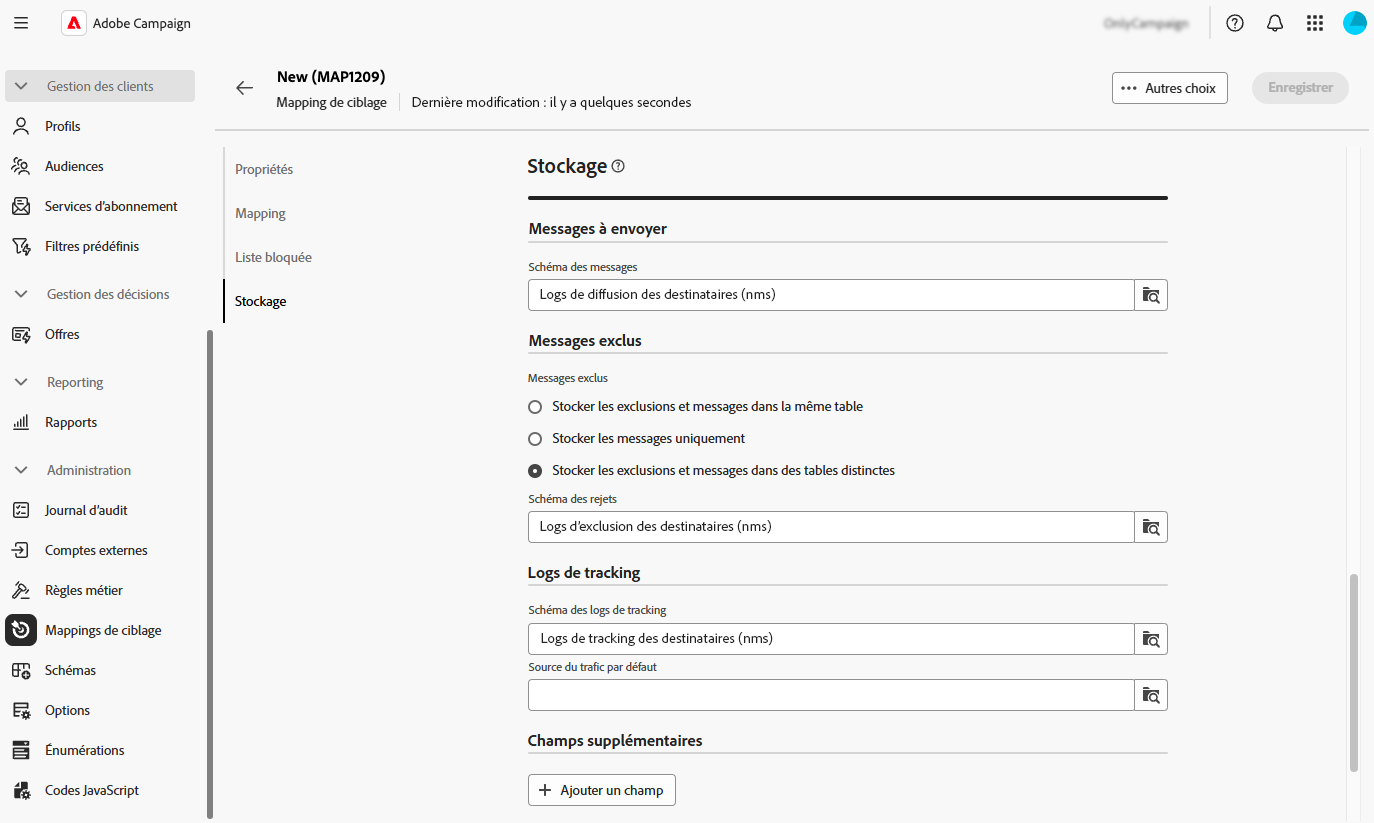 Adobe Campaign
OnlyCampaign
Gestion des clients
Profils
Audiences
Services d'abonnement
Filtres prédéfinis
Gestion des décisions
Offres
Reporting
Rapports
Administration
Journal d'audit
Comptes externes
Règles métier
Mappings de ciblage
Schémas
Options
Énumérations
Codes JavaScript
New (MAP1209)
Mapping de ciblage
Dernière modification : il y a quelques secondes
Autres choix
Enregistrer
Propriétés
Mapping
Liste bloquée
Stockage
Stockage
Messages à envoyer
Schéma des messages
Logs de diffusion des destinataires (nms)
Messages exclus
Messages exclus
Stocker les exclusions et messages dans la même table
Stocker les messages uniquement
Stocker les exclusions et messages dans des tables distinctes
Schéma des rejets
Logs d'exclusion des destinataires (nms)
Logs de tracking
Schéma des logs de tracking
Logs de tracking des destinataires (nms)
Source du trafic par défaut
Champs supplémentaires
Ajouter un champ